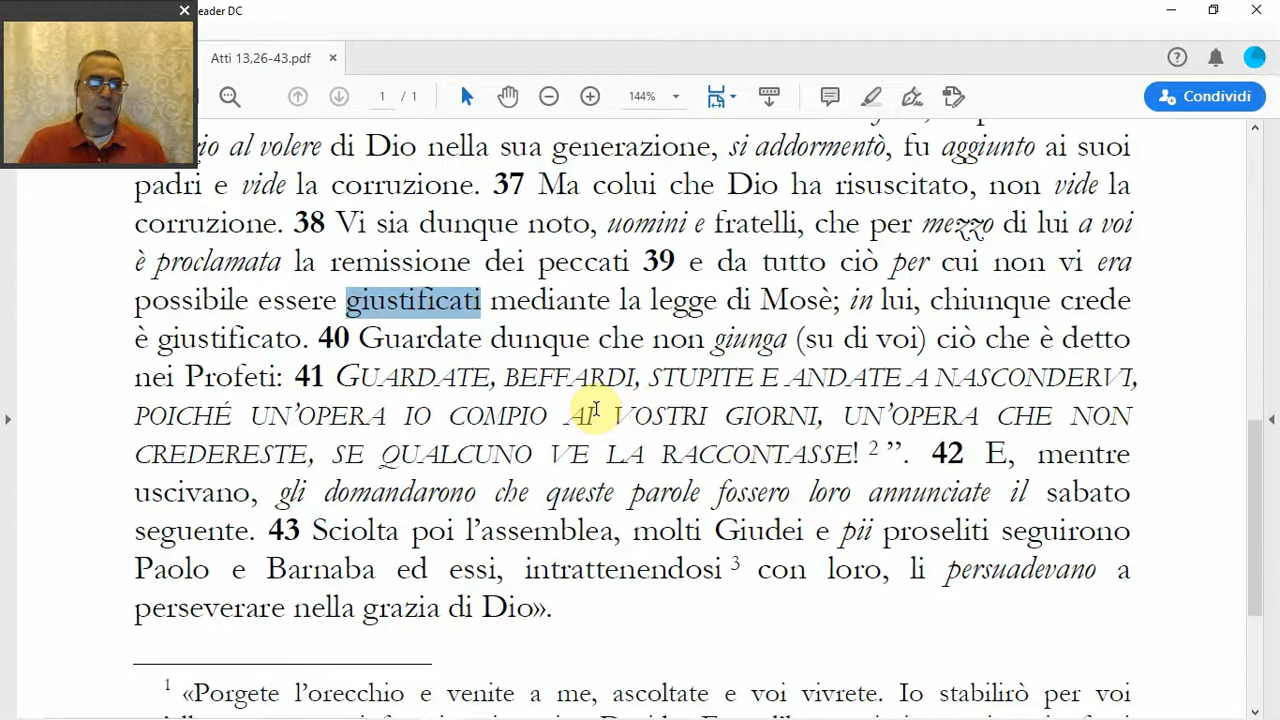 eader DC
Atti 13,26-43.pdf
1 / 1
144%
Condividi
al volere di Dio nella sua generazione, si addormentò, fu aggiunto ai suoi
padri e vide la corruzione. 37 Ma colui che Dio ha risuscitato, non vide la
corruzione. 38 Vi sia dunque noto, uomini e fratelli, che per mezzo di lui a voi
è proclamata la remissione dei peccati 39 e da tutto ciò per cui non vi era
possibile essere giustificati mediante la legge di Mosè; in lui, chiunque crede
è giustificato. 40 Guardate dunque che non giunga (su di voi) ciò che è detto
nei Profeti: 41 GUARDATE, BEFFARDI, STUPITE E ANDATE A NASCONDERVI,
POICHÉ UN’OPERA IO COMPIO AI VOSTRI GIORNI, UN’OPERA CHE NON
CREDERESTE, SE QUALCUNO VE LA RACCONTASSE! 2 ”. 42 E, mentre
uscivano, gli domandarono che queste parole fossero loro annunciate il sabato
seguente. 43 Sciolta poi l’assemblea, molti Giudei e pii proseliti seguirono
Paolo e Barnaba ed essi, intrattenendosi 3 con loro, li persuadevano a
perseverare nella grazia di Dio».
1 «Porgete l’orecchio e venite a me, ascoltate e voi vivrete. Io stabilirò per voi